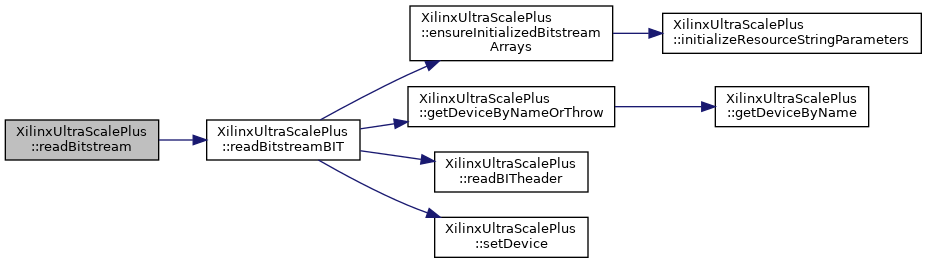 XilinxUltraScalePlus
::readBitstream
XilinxUltraScalePlus
::readBitstreamBIT
XilinxUltraScalePlus
::ensureInitializedBitstream
Arrays
XilinxUltraScalePlus
::initializeResourceStringParameters
XilinxUltraScalePlus
::getDeviceByNameOrThrow
XilinxUltraScalePlus
::getDeviceByName
XilinxUltraScalePlus
::readBITheader
XilinxUltraScalePlus
::setDevice